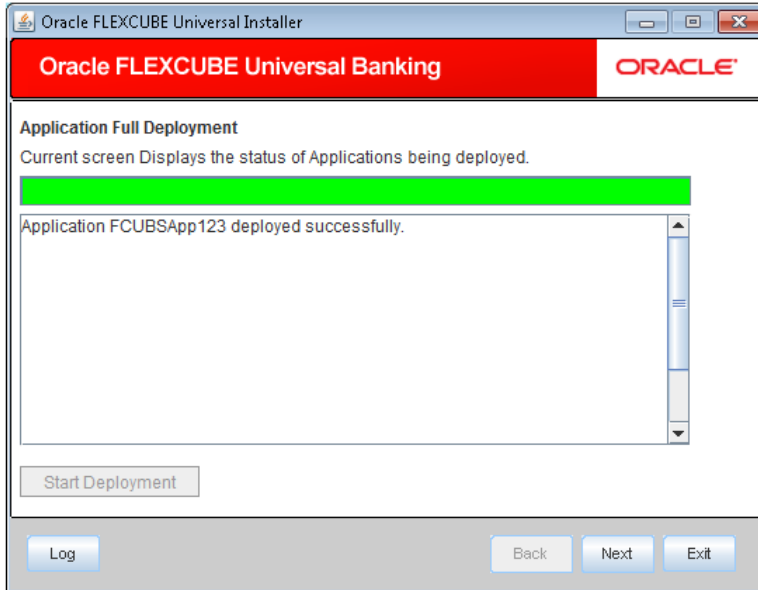 Oracle FLEXCUBE Universal Installer
Oracle FLEXCUBE Universal Banking
ORACLE
Application Full Deployment
Current screen Displays the status of Applications being deployed.
Application FCUBSApp123 deployed successfully.
Start Deployment
Log
Back
Next
Exit